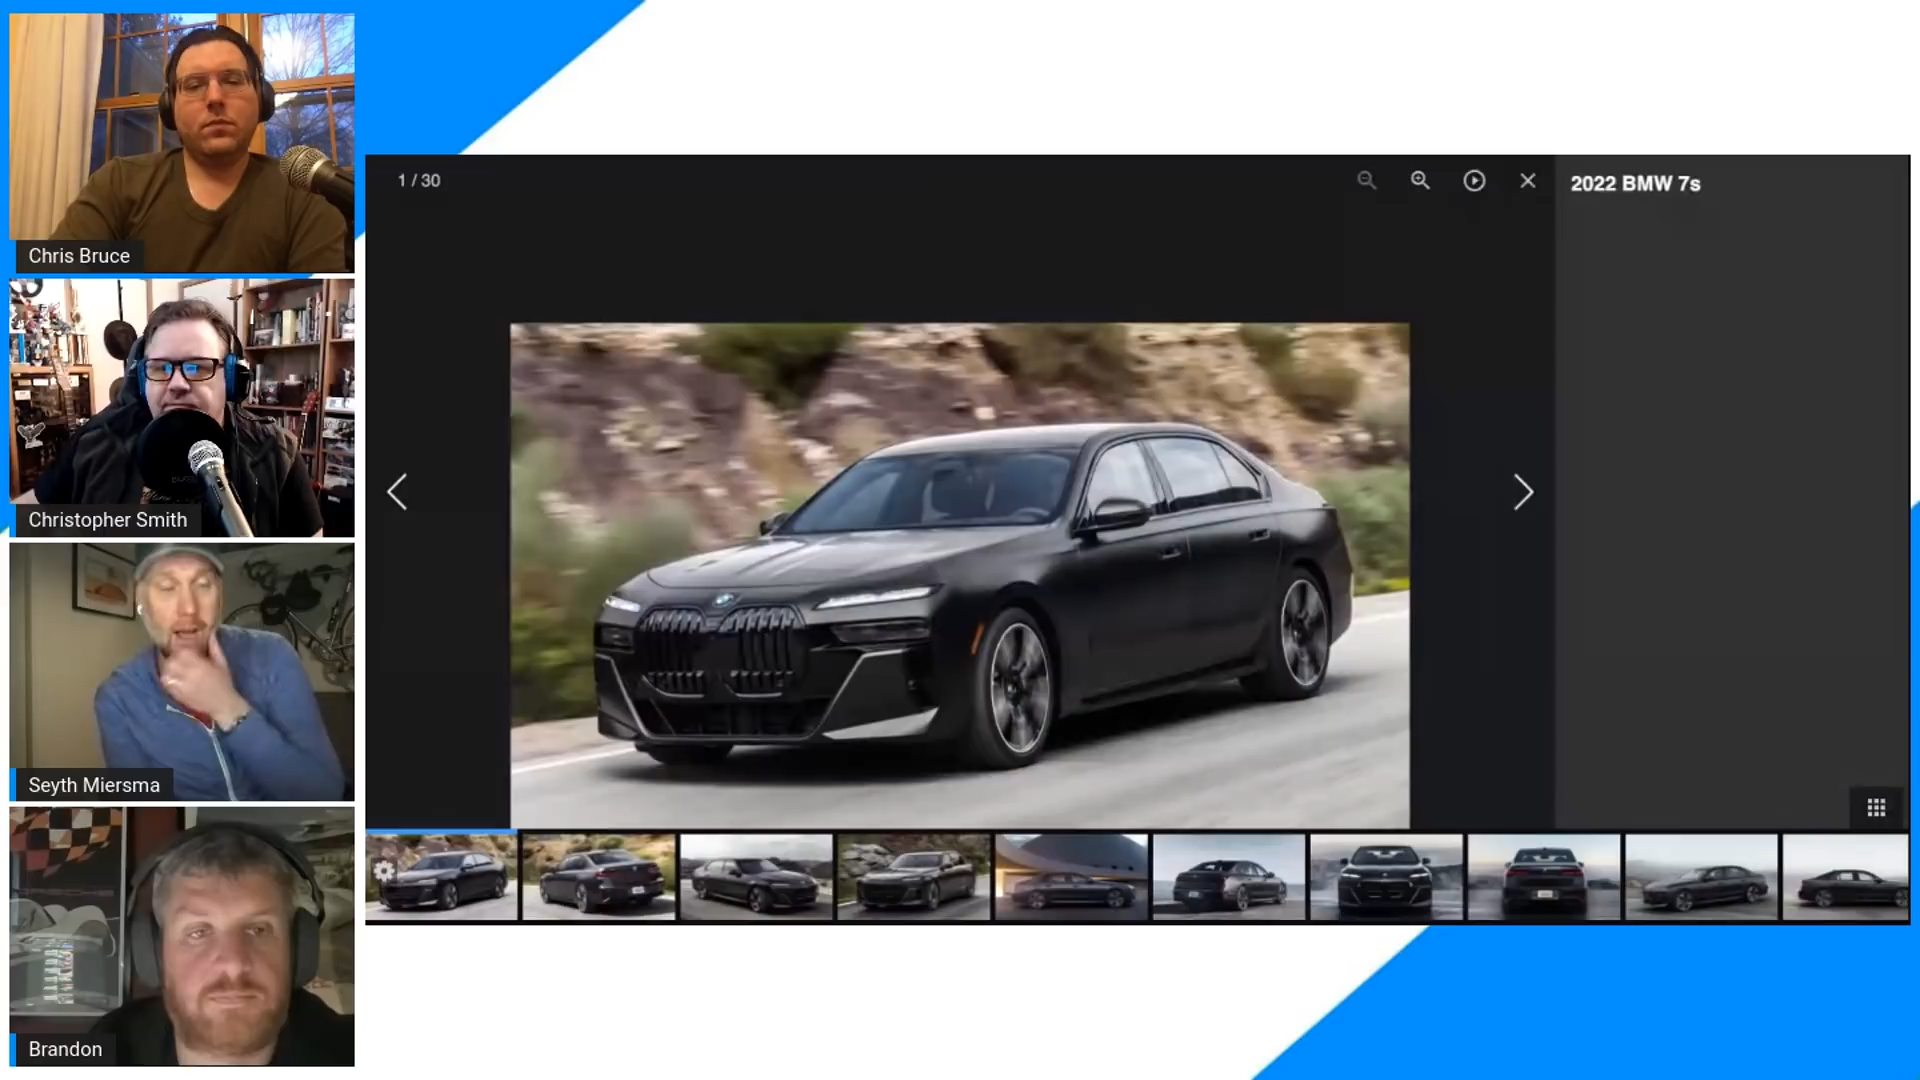 Chris Bruce
Christopher Smith
Seyth Miersma
Brandon
1 / 30
2022 BMW 7s